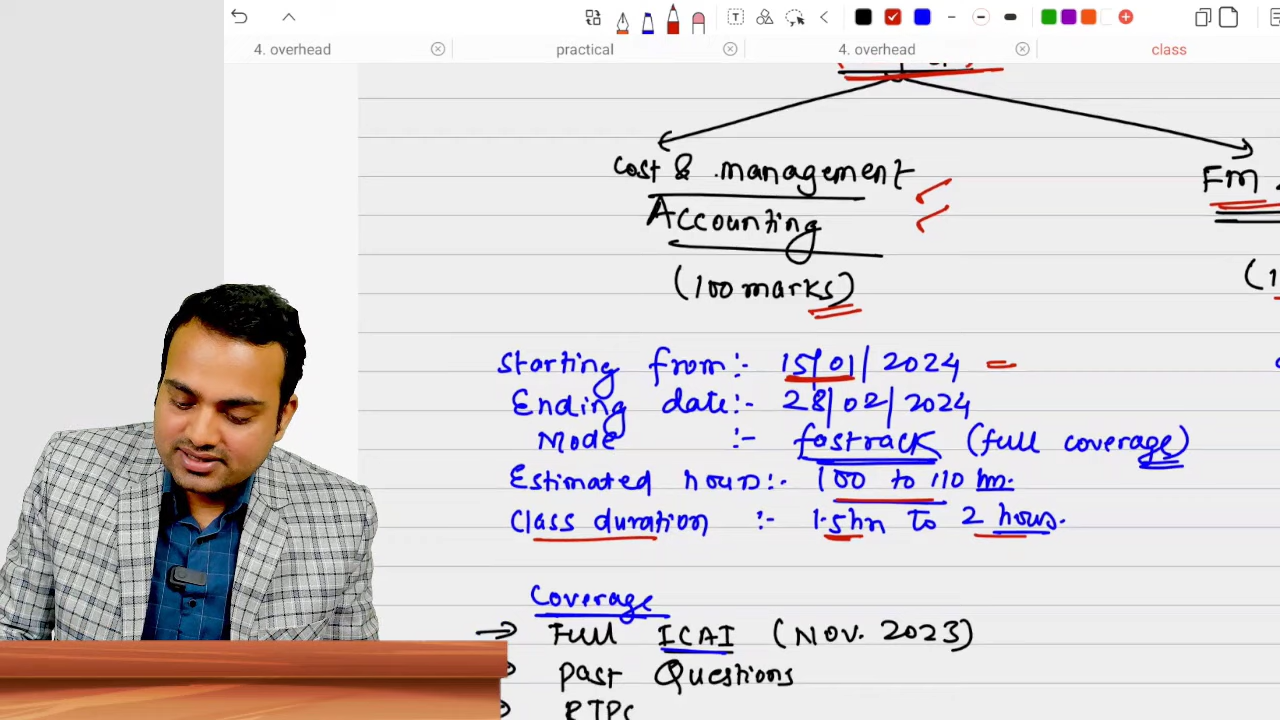 4. overhead
practical
4. overhead
class
Cost & management
Accounting
(100 marks)
FM
Starting from:- 15/01/2024
Ending date:- 28/02/2024
Mode :- fastrack (full coverage)
Estimated hours:- 100 to 110 hr.
Class duration :- 1.5hr to 2 hours.
Coverage
→ Full ICAI (NOV. 2023)
Past Questions
RTPC